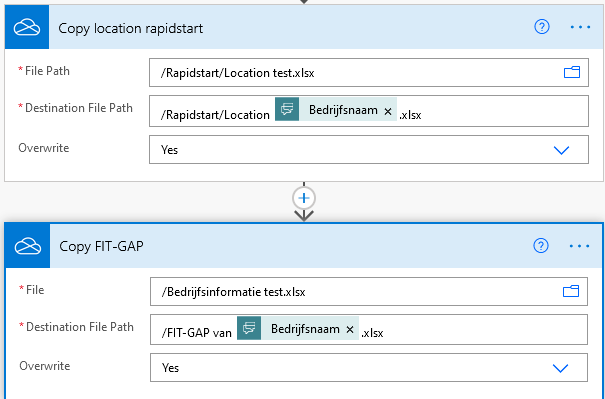 Copy location rapidstart
* File Path /Rapidstart/Location test.xlsx
* Destination File Path /Rapidstart/Location Bedrijfsnaam × .xlsx
Overwrite Yes
Copy FIT-GAP
* File /Bedrijfsinformatie test.xlsx
* Destination File Path /FIT-GAP van Bedrijfsnaam × .xlsx
Overwrite Yes